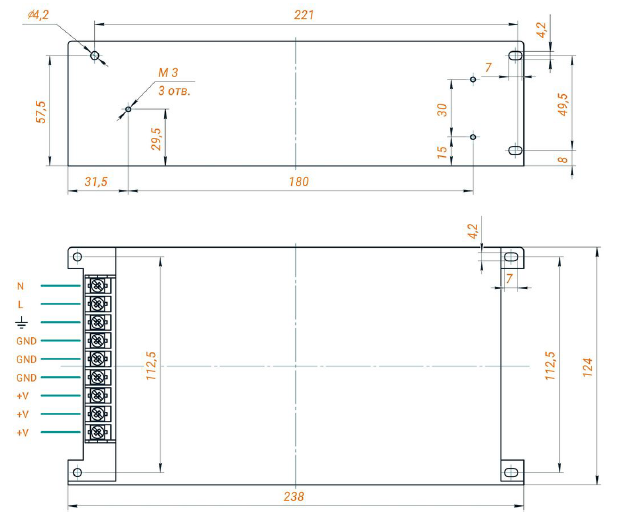 ⌀4,2
221
4,2
M 3
3 отв.
7
57,5
29,5
30
15
49,5
8
31,5
180
4,2
7
N
L
GND
GND
GND
+V
+V
+V
112,5
112,5
124
238